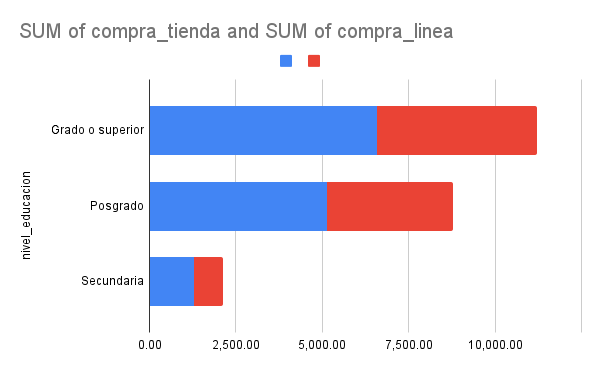 SUM of compra_tienda and SUM of compra_linea
nivel_educacion
Grado o superior
Posgrado
Secundaria
0.00 2,500.00 5,000.00 7,500.00 10,000.00